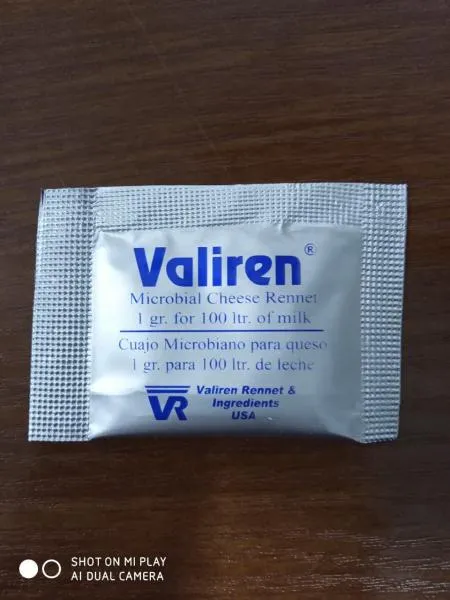 Valiren®
Microbial Cheese Rennet
1 gr. for 100 ltr. of milk
Cuajo Microbiano para queso
1 gr. para 100 ltr. de leche
VR
Valiren Rennet &
Ingredients
USA
SHOT ON MI PLAY
AI DUAL CAMERA